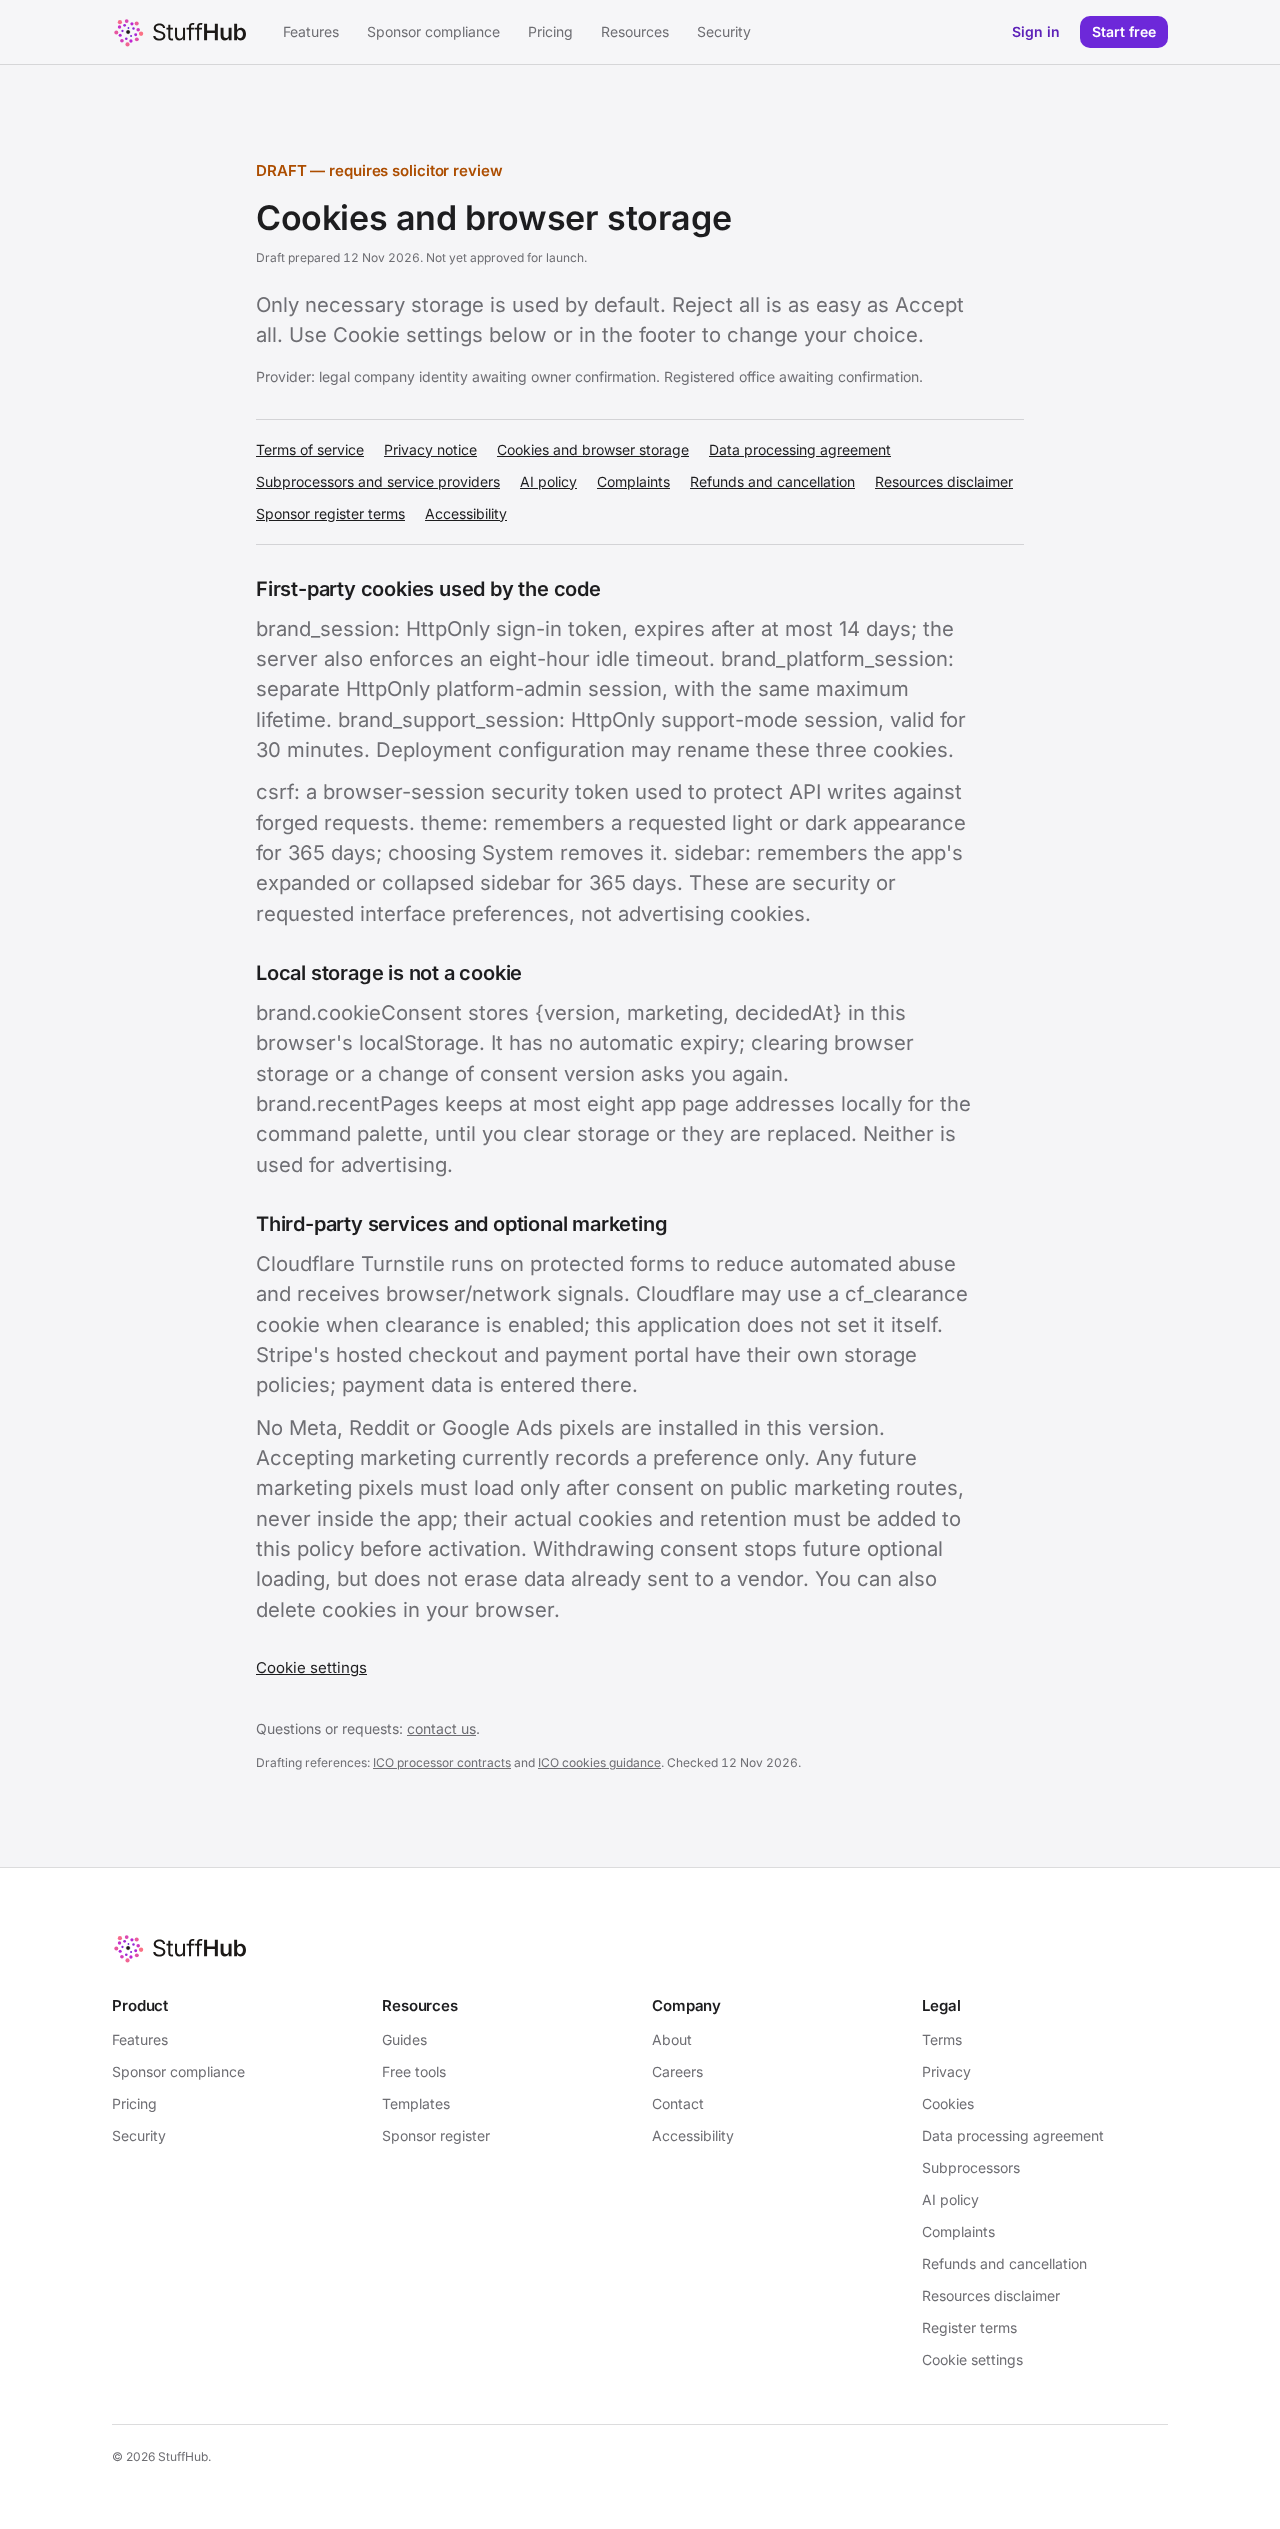 StuffHub Features Sponsor compliance Pricing Resources Security Sign in Start free
DRAFT — requires solicitor review
Cookies and browser storage
Draft prepared 12 Nov 2026. Not yet approved for launch.
Only necessary storage is used by default. Reject all is as easy as Accept
all. Use Cookie settings below or in the footer to change your choice.
Provider: legal company identity awaiting owner confirmation. Registered office awaiting confirmation.
Terms of service Privacy notice Cookies and browser storage Data processing agreement
Subprocessors and service providers AI policy Complaints Refunds and cancellation Resources disclaimer
Sponsor register terms Accessibility
First-party cookies used by the code
brand_session: HttpOnly sign-in token, expires after at most 14 days; the
server also enforces an eight-hour idle timeout. brand_platform_session:
separate HttpOnly platform-admin session, with the same maximum
lifetime. brand_support_session: HttpOnly support-mode session, valid for
30 minutes. Deployment configuration may rename these three cookies.
csrf: a browser-session security token used to protect API writes against
forged requests. theme: remembers a requested light or dark appearance
for 365 days; choosing System removes it. sidebar: remembers the app's
expanded or collapsed sidebar for 365 days. These are security or
requested interface preferences, not advertising cookies.
Local storage is not a cookie
brand.cookieConsent stores {version, marketing, decidedAt} in this
browser's localStorage. It has no automatic expiry; clearing browser
storage or a change of consent version asks you again.
brand.recentPages keeps at most eight app page addresses locally for the
command palette, until you clear storage or they are replaced. Neither is
used for advertising.
Third-party services and optional marketing
Cloudflare Turnstile runs on protected forms to reduce automated abuse
and receives browser/network signals. Cloudflare may use a cf_clearance
cookie when clearance is enabled; this application does not set it itself.
Stripe's hosted checkout and payment portal have their own storage
policies; payment data is entered there.
No Meta, Reddit or Google Ads pixels are installed in this version.
Accepting marketing currently records a preference only. Any future
marketing pixels must load only after consent on public marketing routes,
never inside the app; their actual cookies and retention must be added to
this policy before activation. Withdrawing consent stops future optional
loading, but does not erase data already sent to a vendor. You can also
delete cookies in your browser.
Cookie settings
Questions or requests: contact us.
Drafting references: ICO processor contracts and ICO cookies guidance. Checked 12 Nov 2026.
StuffHub
Product
Features
Sponsor compliance
Pricing
Security
Resources
Guides
Free tools
Templates
Sponsor register
Company
About
Careers
Contact
Accessibility
Legal
Terms
Privacy
Cookies
Data processing agreement
Subprocessors
AI policy
Complaints
Refunds and cancellation
Resources disclaimer
Register terms
Cookie settings
© 2026 StuffHub.